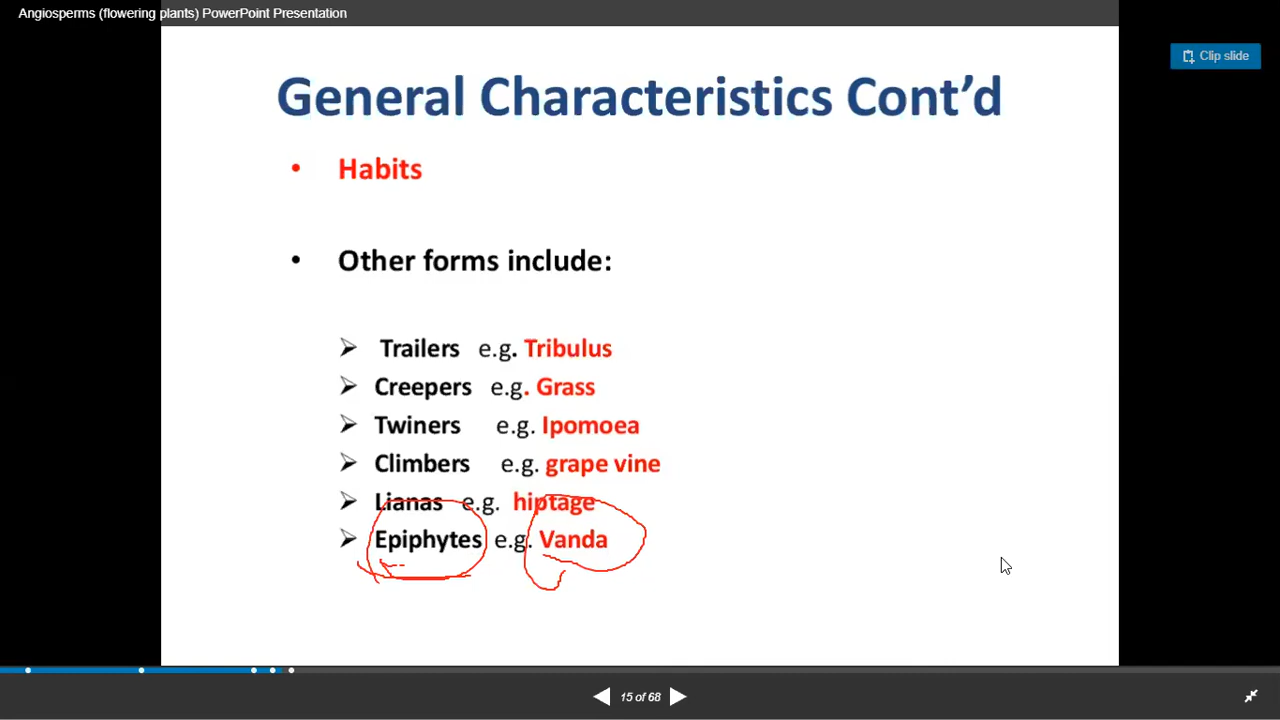 Angiosperms (flowering plants) PowerPoint Presentation
Clip slide
General Characteristics Cont’d
• Habits
• Other forms include:
➢ Trailers e.g. Tribulus
➢ Creepers e.g. Grass
➢ Twiners e.g. Ipomoea
➢ Climbers e.g. grape vine
➢ Lianas e.g. hiptage
➢ Epiphytes e.g. Vanda
15 of 68